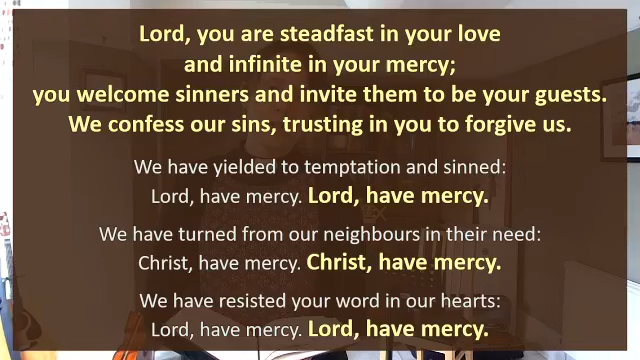 Lord, you are steadfast in your love
and infinite in your mercy;
you welcome sinners and invite them to be your guests.
We confess our sins, trusting in you to forgive us.
We have yielded to temptation and sinned:
Lord, have mercy. Lord, have mercy.
We have turned from our neighbours in their need:
Christ, have mercy. Christ, have mercy.
We have resisted your word in our hearts:
Lord, have mercy. Lord, have mercy.